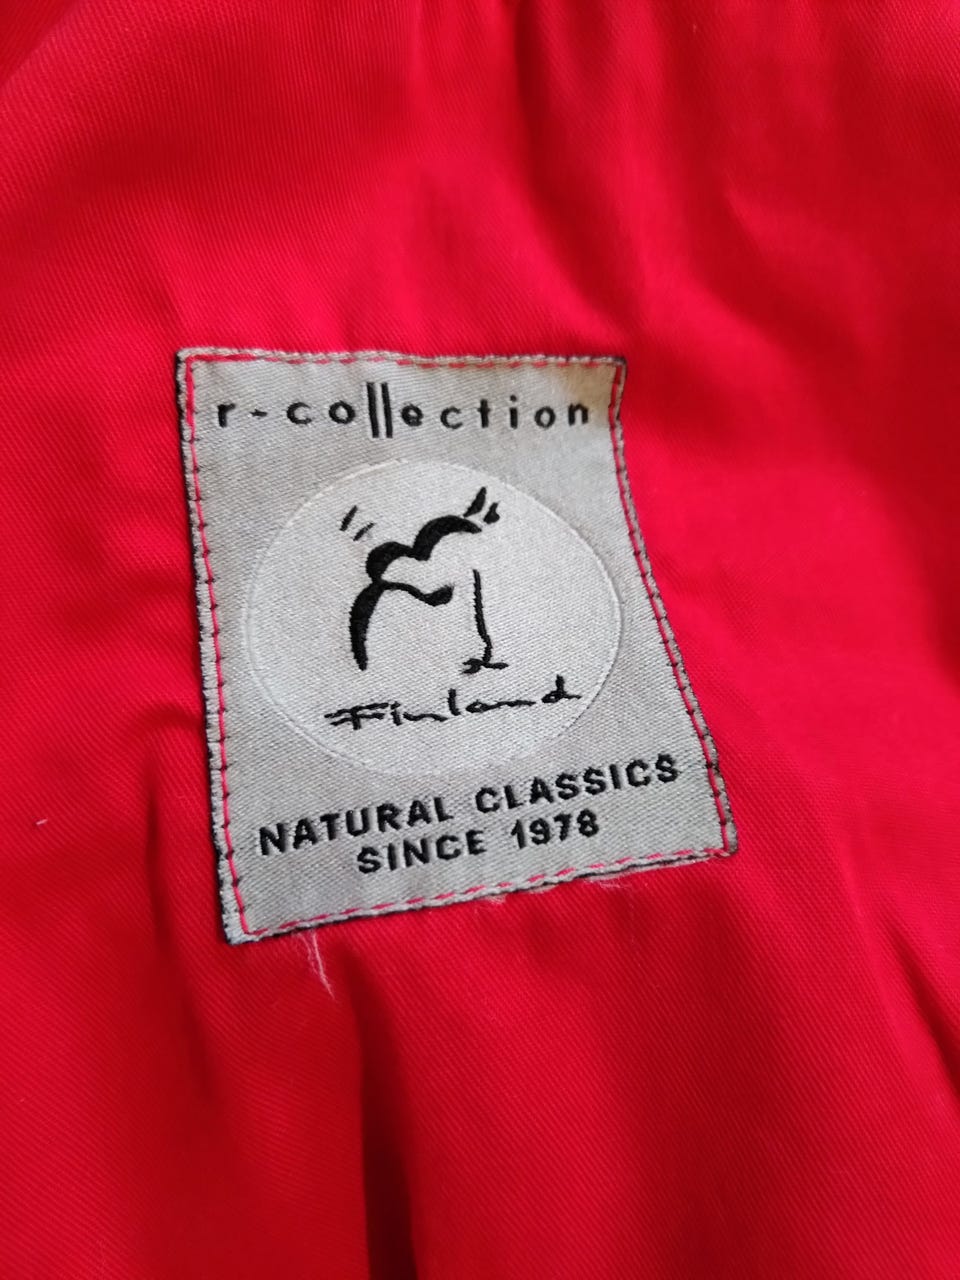 r-collection
Finland
NATURAL CLASSICS
SINCE 1978